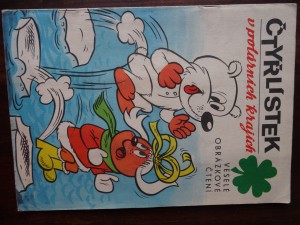 ČTYŘLÍSTEK
v polárních krajích
VESELÉ
OBRÁZKOVÉ
ČTENÍ